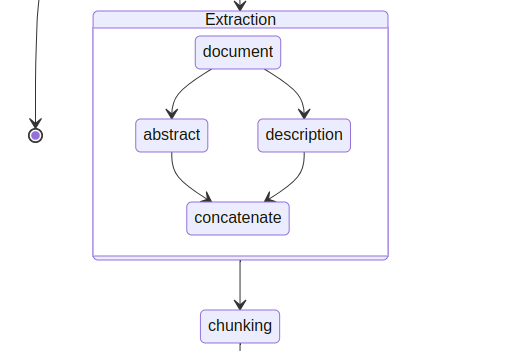 Extraction
document
abstract
description
concatenate
chunking